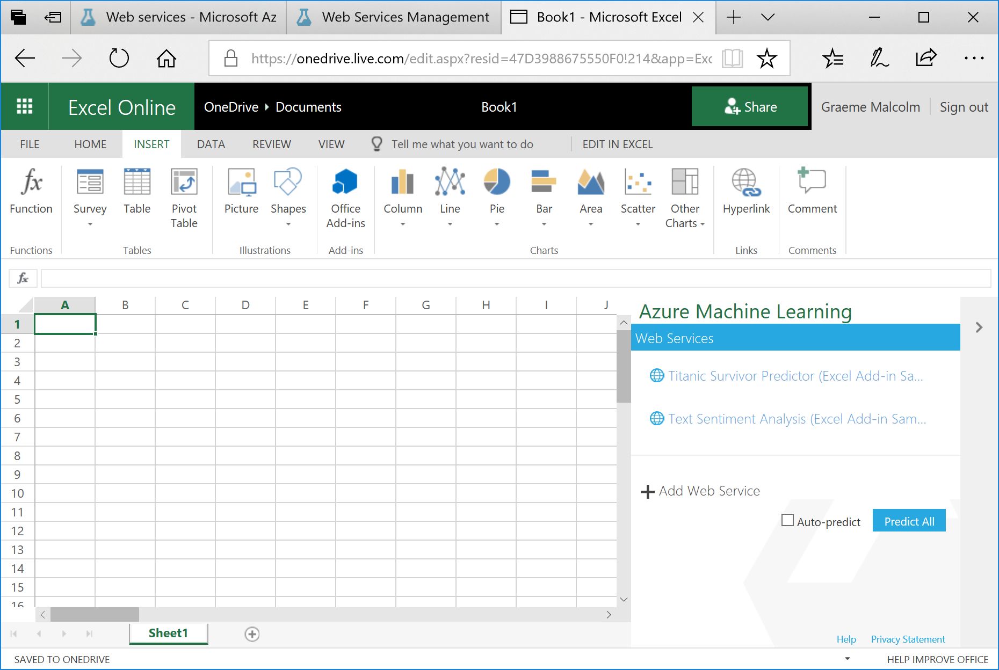 Web services - Microsoft Az
Web Services Management
Book1 - Microsoft Excel
https://onedrive.live.com/edit.aspx?resid=47D3988675550F0!214&app=Exc
Excel Online
OneDrive ▸ Documents
Book1
Share
Graeme Malcolm
Sign out
FILE HOME INSERT DATA REVIEW VIEW Tell me what you want to do EDIT IN EXCEL
fx
Function Survey Table Pivot Table Picture Shapes Office Add-ins Column Line Pie Bar Area Scatter Other Charts Hyperlink Comment
Functions Tables Illustrations Add-ins Charts Links Comments
fx
A B C D E F G H I J
1
2
3
4
5
6
7
8
9
10
11
12
13
14
15
16
Azure Machine Learning
Web Services
Titanic Survivor Predictor (Excel Add-in Sa...
Text Sentiment Analysis (Excel Add-in Sam...
Add Web Service
Auto-predict
Predict All
Help Privacy Statement
Sheet1
SAVED TO ONEDRIVE
HELP IMPROVE OFFICE